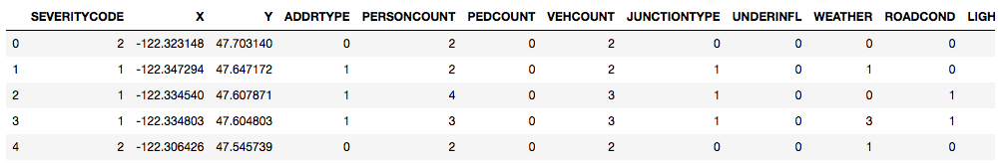 SEVERITYCODE X Y ADDRTYPE PERSONCOUNT PEDCOUNT VEHCOUNT JUNCTIONTYPE UNDERINFL WEATHER ROADCOND LIGH
0 2 -122.323148 47.703140 0 2 0 2 0 0 0 0
1 1 -122.347294 47.647172 1 2 0 2 1 0 1 0
2 1 -122.334540 47.607871 1 4 0 3 1 0 0 1
3 1 -122.334803 47.604803 1 3 0 3 1 0 3 1
4 2 -122.306426 47.545739 0 2 0 2 0 0 1 0